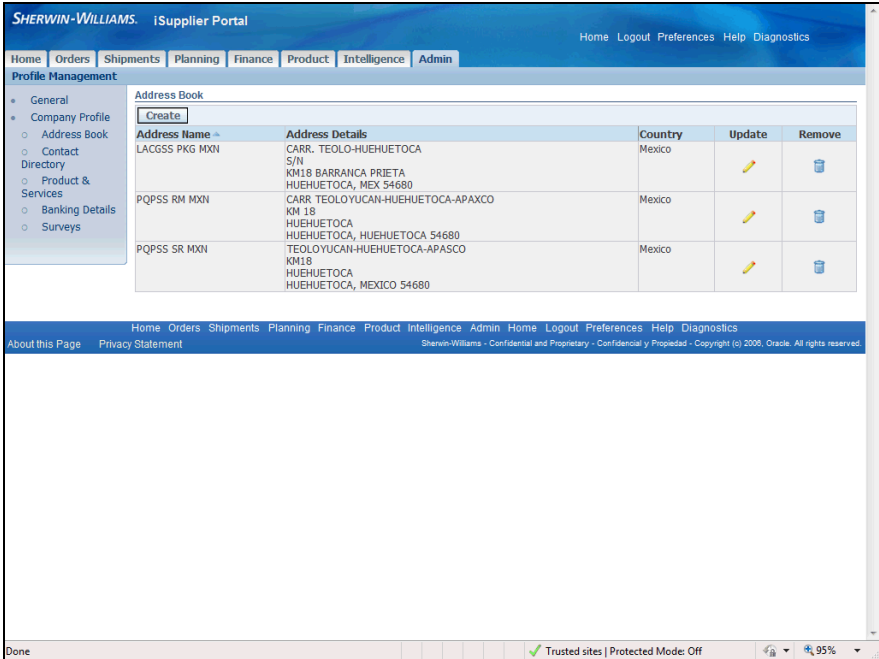 SHERWIN-WILLIAMS. iSupplier Portal
Home Logout Preferences Help Diagnostics
Home Orders Shipments Planning Finance Product Intelligence Admin
Profile Management
General
Company Profile
Address Book
Contact
Directory
Product &
Services
Banking Details
Surveys
Address Book
Create
Address Name Address Details Country Update Remove
LACGSS PKG MXN CARR. TEOLO-HUEHUETOCA Mexico
S/N
KM18 BARRANCA PRIETA
HUEHUETOCA, MEX 54680
PQPSS RM MXN CARR TEOLOYUCAN-HUEHUETOCA-APAXCO Mexico
KM 18
HUEHUETOCA
HUEHUETOCA, HUEHUETOCA 54680
PQPSS SR MXN TEOLOYUCAN-HUEHUETOCA-APASCO Mexico
KM18
HUEHUETOCA
HUEHUETOCA, MEXICO 54680
Home Orders Shipments Planning Finance Product Intelligence Admin Home Logout Preferences Help Diagnostics
About this Page Privacy Statement Sherwin-Williams - Confidential and Proprietary - Confidencial y Propiedad - Copyright (c) 2006, Oracle. All rights reserved.
Done Trusted sites | Protected Mode: Off 95%